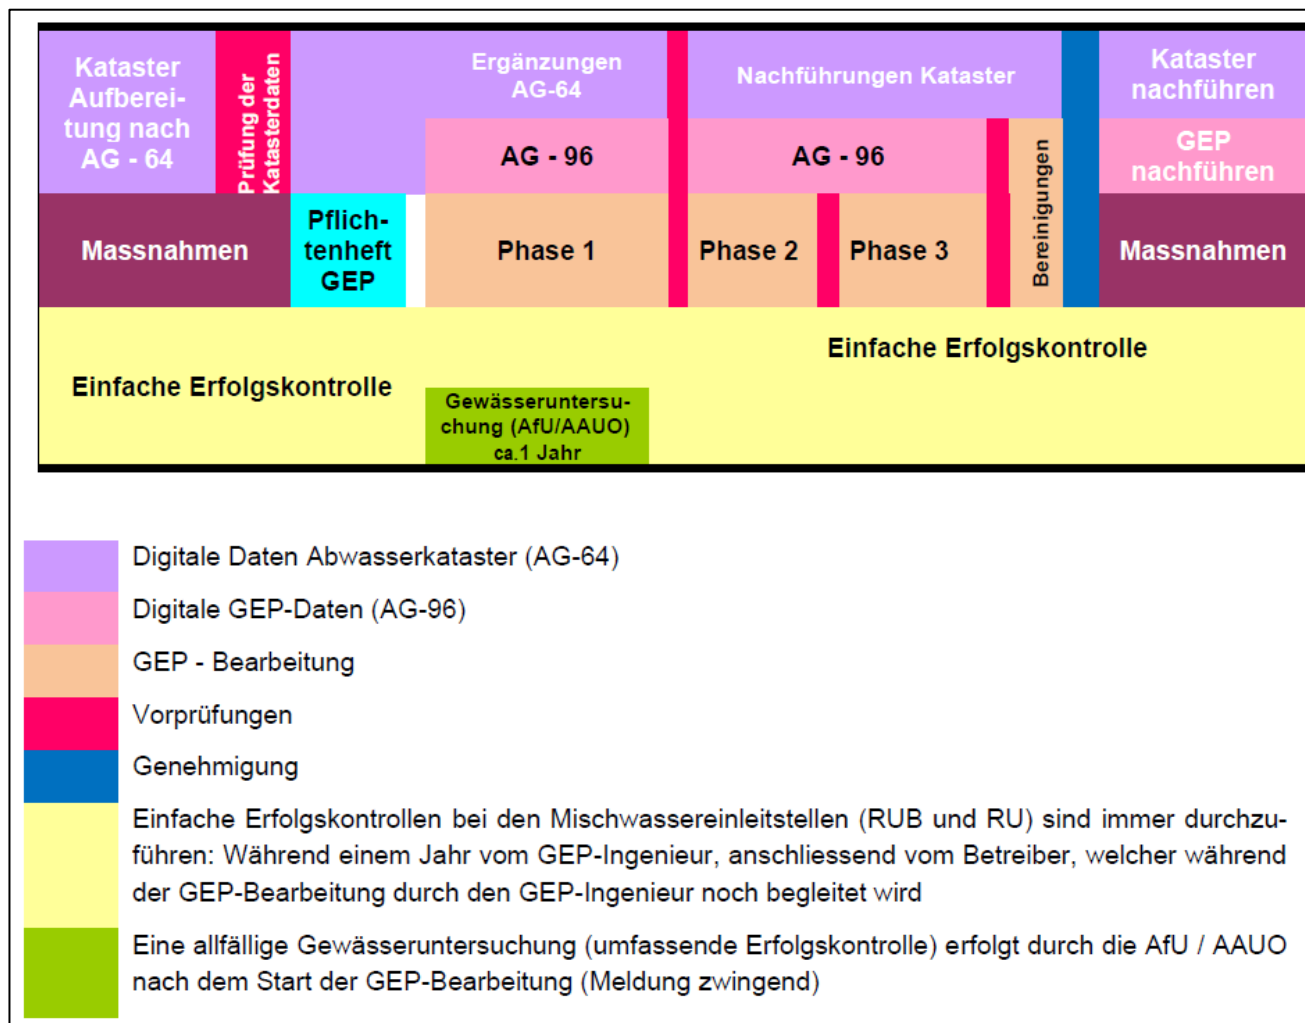 Kataster
Aufberei-
tung nach
AG - 64
Prüfung der
Katasterdaten
Ergänzungen
AG-64
Nachführungen Kataster
Kataster
nachführen
AG - 96
AG - 96
GEP
nachführen
Massnahmen
Pflich-
tenheft
GEP
Phase 1
Phase 2
Phase 3
Bereinigungen
Massnahmen
Einfache Erfolgskontrolle
Einfache Erfolgskontrolle
Gewässeruntersu-
chung (AfU/AAUO)
ca.1 Jahr
Digitale Daten Abwasserkataster (AG-64)
Digitale GEP-Daten (AG-96)
GEP - Bearbeitung
Vorprüfungen
Genehmigung
Einfache Erfolgskontrollen bei den Mischwassereinleitstellen (RUB und RU) sind immer durchzu-
führen: Während einem Jahr vom GEP-Ingenieur, anschliessend vom Betreiber, welcher während
der GEP-Bearbeitung durch den GEP-Ingenieur noch begleitet wird
Eine allfällige Gewässeruntersuchung (umfassende Erfolgskontrolle) erfolgt durch die AfU / AAUO
nach dem Start der GEP-Bearbeitung (Meldung zwingend)